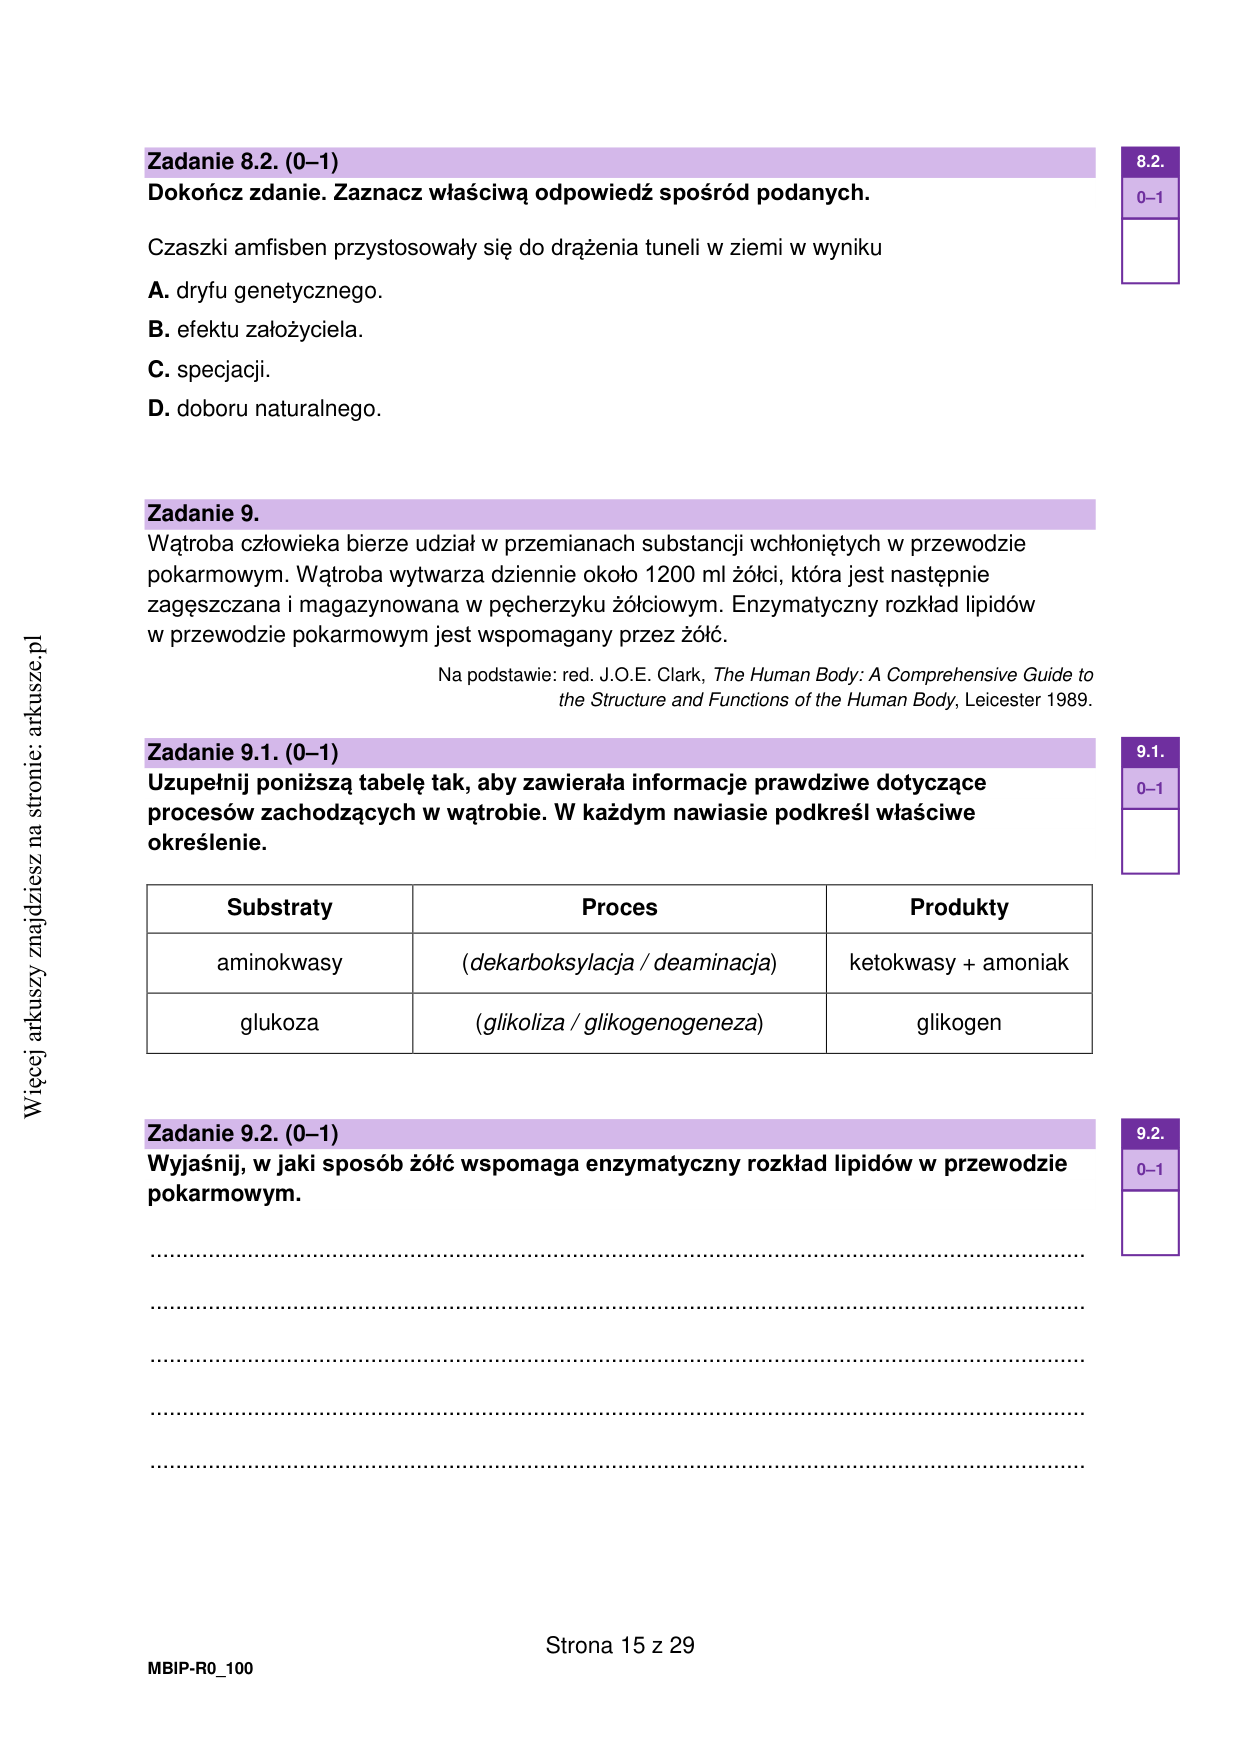 Zadanie 8.2. (0–1)
Dokończ zdanie. Zaznacz właściwą odpowiedź spośród podanych.
Czaszki amfisben przystosowały się do drążenia tuneli w ziemi w wyniku
A. dryfu genetycznego.
B. efektu założyciela.
C. specjacji.
D. doboru naturalnego.
8.2.
0–1
Zadanie 9.
Wątroba człowieka bierze udział w przemianach substancji wchłoniętych w przewodzie
pokarmowym. Wątroba wytwarza dziennie około 1200 ml żółci, która jest następnie
zagęszczana i magazynowana w pęcherzyku żółciowym. Enzymatyczny rozkład lipidów
w przewodzie pokarmowym jest wspomagany przez żółć.
Na podstawie: red. J.O.E. Clark, The Human Body: A Comprehensive Guide to
the Structure and Functions of the Human Body, Leicester 1989.
Zadanie 9.1. (0–1)
Uzupełnij poniższą tabelę tak, aby zawierała informacje prawdziwe dotyczące
procesów zachodzących w wątrobie. W każdym nawiasie podkreśl właściwe
określenie.
9.1.
0–1
Substraty Proces Produkty
aminokwasy (dekarboksylacja / deaminacja) ketokwasy + amoniak
glukoza (glikoliza / glikogenogeneza) glikogen
Zadanie 9.2. (0–1)
Wyjaśnij, w jaki sposób żółć wspomaga enzymatyczny rozkład lipidów w przewodzie
pokarmowym.
9.2.
0–1
Strona 15 z 29
MBIP-R0_100
Więcej arkuszy znajdziesz na stronie: arkusze.pl